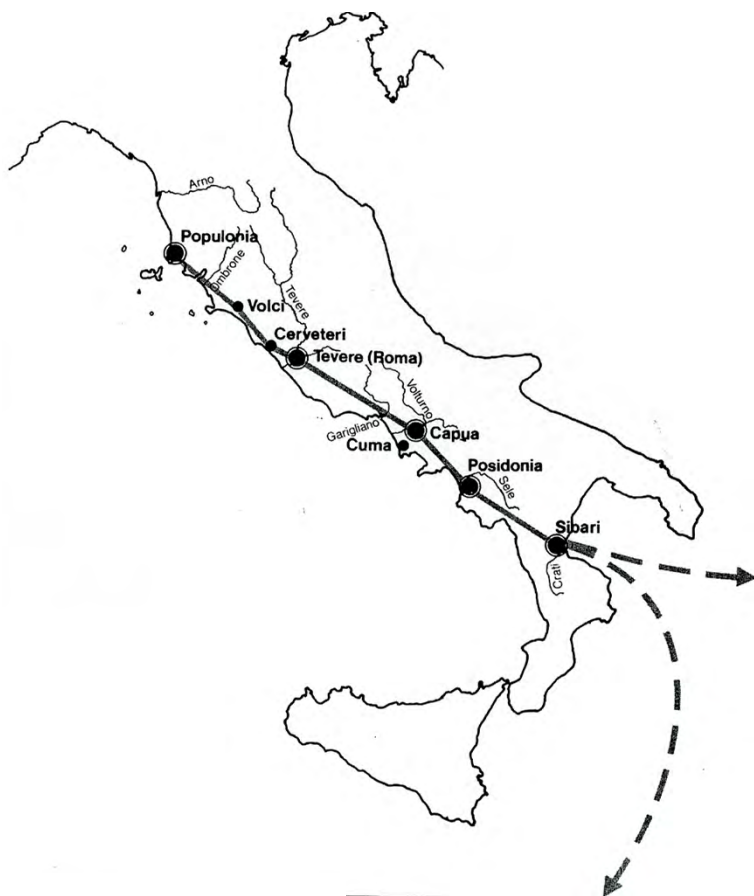 Arno
Populonia
Ombrone
Tevere
Volci
Cerveteri
Tevere (Roma)
Volturno
Garigliano
Capua
Cuma
Posidonia
Sele
Sibari
Crati